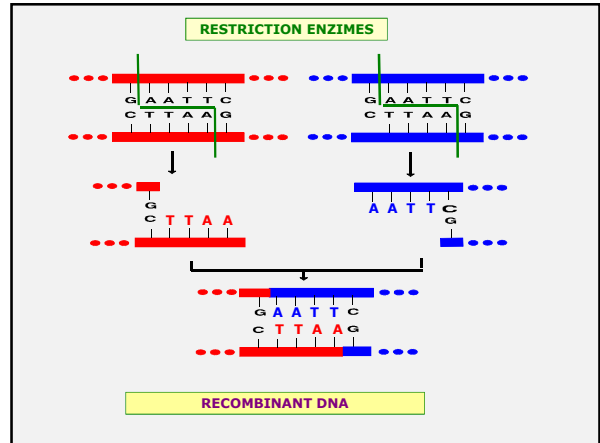 RESTRICTION ENZIMES
G A A T T C G A A T T C
C T T A A G C T T A A G
G
C T T A A
A A T T C
G
G A A T T C
C T T A A G
RECOMBINANT DNA